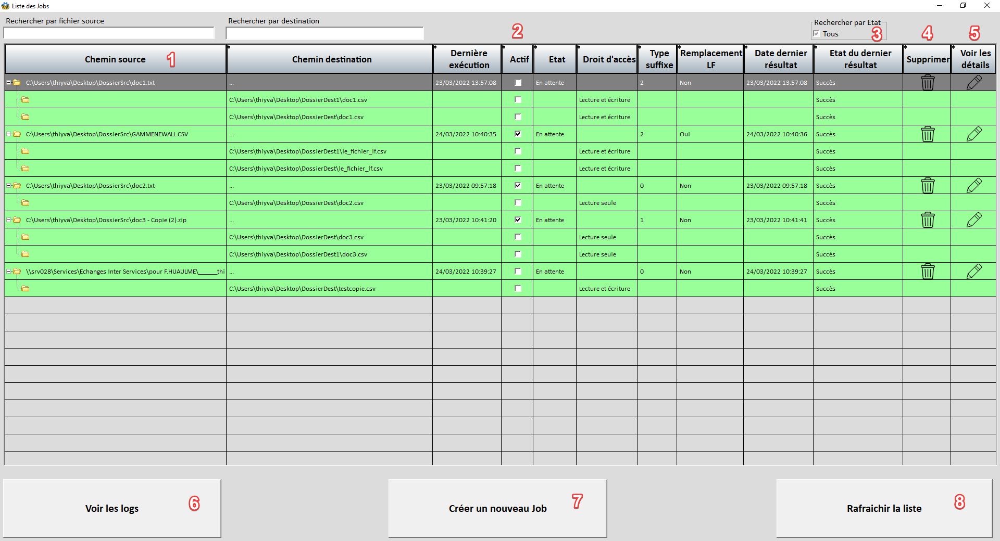 Liste des Jobs
Rechercher par fichier source
Rechercher par destination
2
Rechercher par Etat
Tous
3
4
5
Chemin source
1
Chemin destination
Dernière
exécution
Actif
Etat
Droit d'accès
Type
suffixe
Remplacement
LF
Date dernier
résultat
Etat du dernier
résultat
Supprimer
Voir les
détails
C:\Users\thiyva\Desktop\DossierSrc\doc1.txt ... 23/03/2022 13:57:08 En attente 2 Non 23/03/2022 13:57:08 Succès
C:\Users\thiyva\Desktop\DossierDest1\doc1.csv Lecture et écriture Succès
C:\Users\thiyva\Desktop\DossierDest\doc1.csv Lecture et écriture Succès
C:\Users\thiyva\Desktop\DossierSrc\GAMMENEWALL.CSV ... 24/03/2022 10:40:35 En attente 2 Oui 24/03/2022 10:40:36 Succès
C:\Users\thiyva\Desktop\DossierDest1\le_fichier_lf.csv Lecture et écriture Succès
C:\Users\thiyva\Desktop\DossierDest\le_fichier_lf.csv Lecture et écriture Succès
C:\Users\thiyva\Desktop\DossierSrc\doc2.txt ... 23/03/2022 09:57:18 En attente 0 Non 23/03/2022 09:57:18 Succès
C:\Users\thiyva\Desktop\DossierDest\doc2.csv Lecture seule Succès
C:\Users\thiyva\Desktop\DossierSrc\doc3 - Copie (2).zip ... 23/03/2022 10:41:20 En attente 1 Non 23/03/2022 10:41:41 Succès
C:\Users\thiyva\Desktop\DossierDest\doc3.csv Lecture seule Succès
C:\Users\thiyva\Desktop\DossierDest1\doc3.csv Lecture seule Succès
\\srv028\Services\Echanges Inter Services\pour F.HUAULME\______thi ... 24/03/2022 10:39:27 En attente 0 Non 24/03/2022 10:39:27 Succès
C:\Users\thiyva\Desktop\DossierDest\testcopie.csv Lecture et écriture Succès
Voir les logs
6
Créer un nouveau Job
7
Rafraichir la liste
8